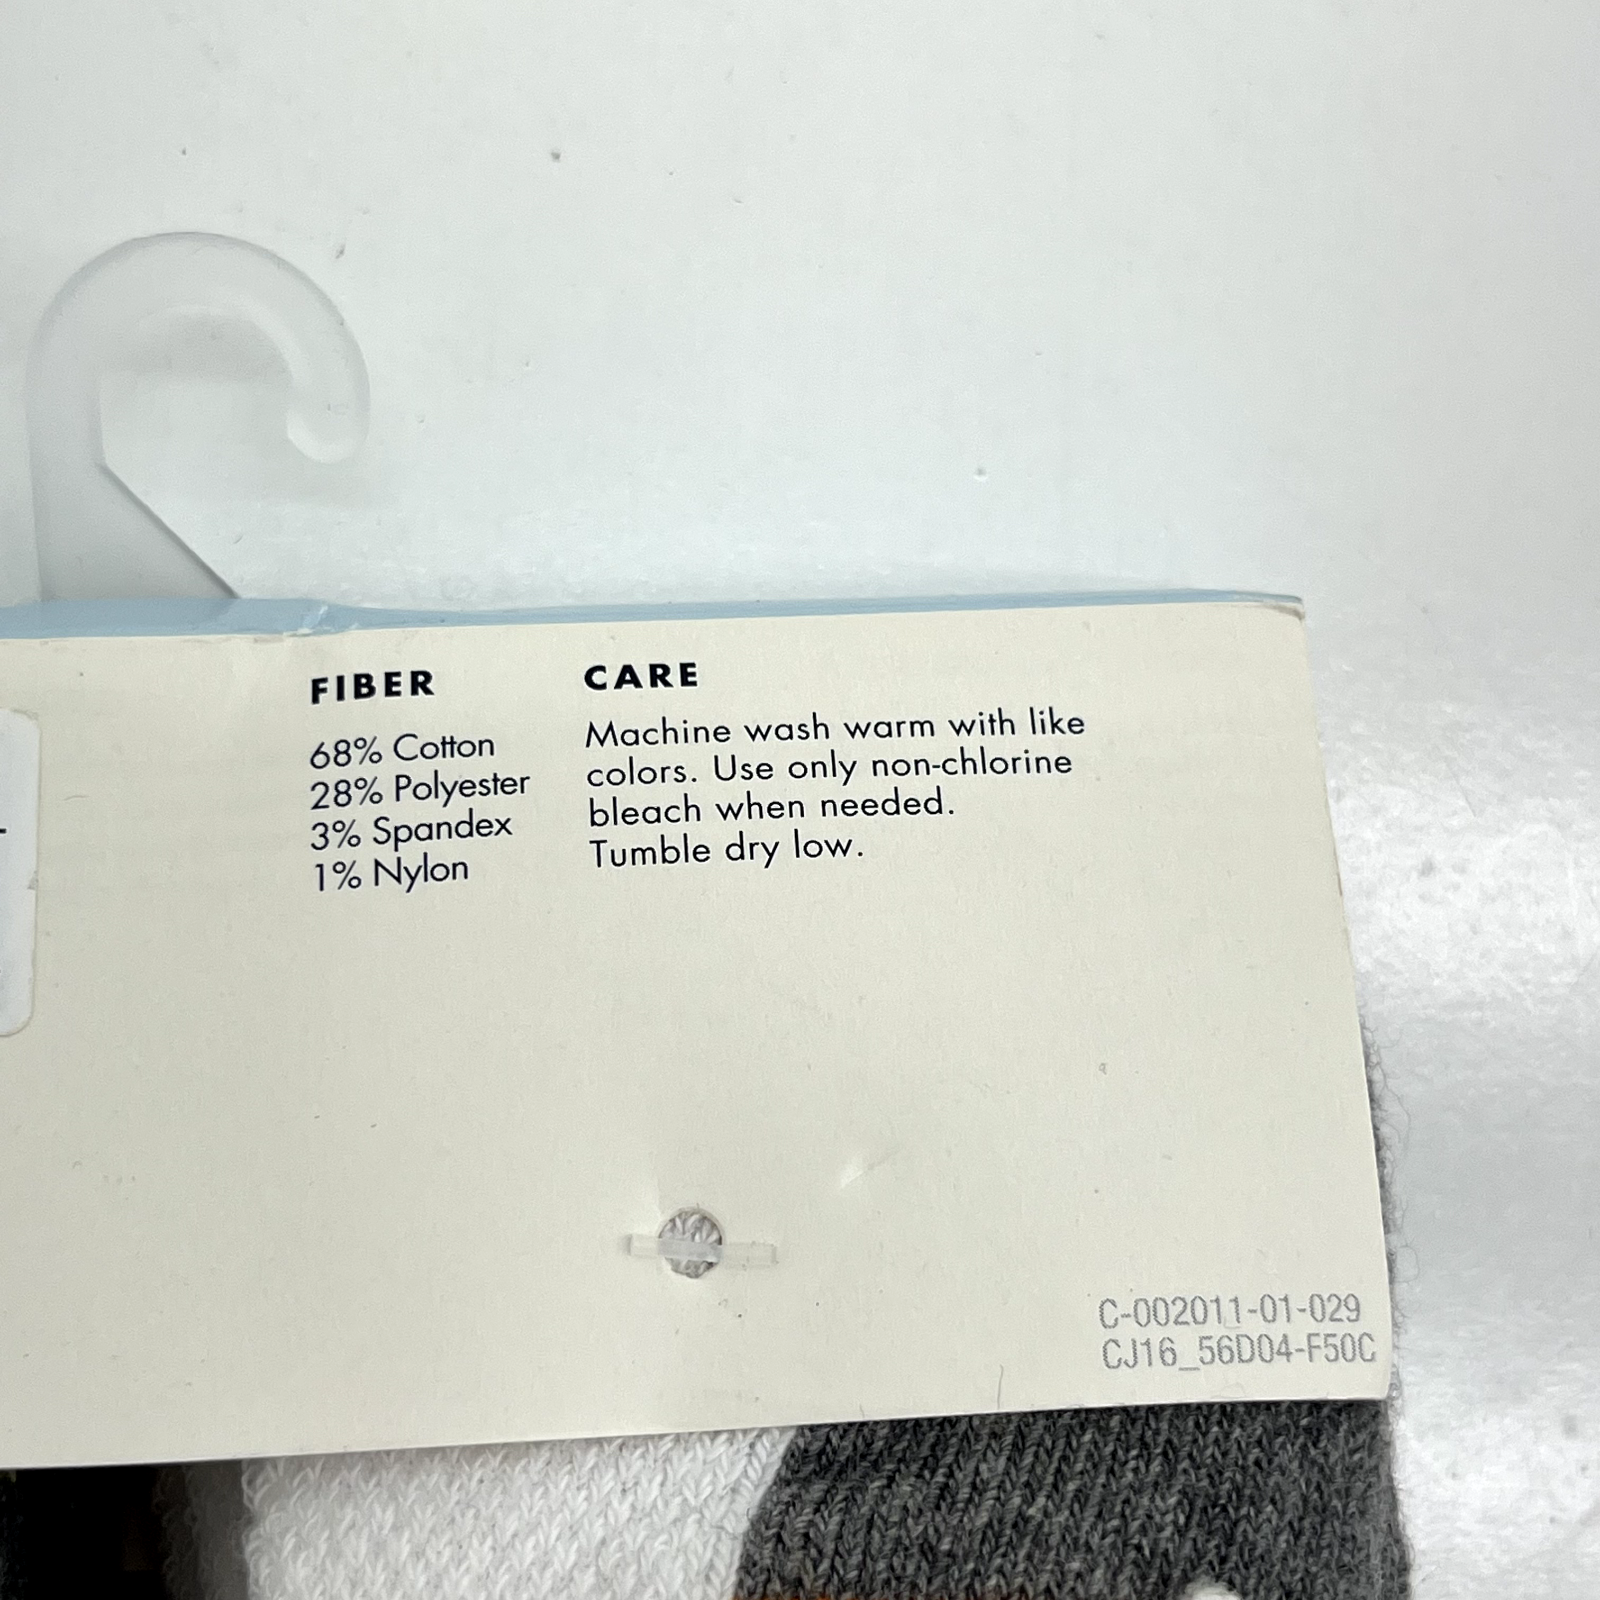 FIBER
68% Cotton
28% Polyester
3% Spandex
1% Nylon
CARE
Machine wash warm with like
colors. Use only non-chlorine
bleach when needed.
Tumble dry low.
C-002011-01-029
CJ16_56D04-F50C